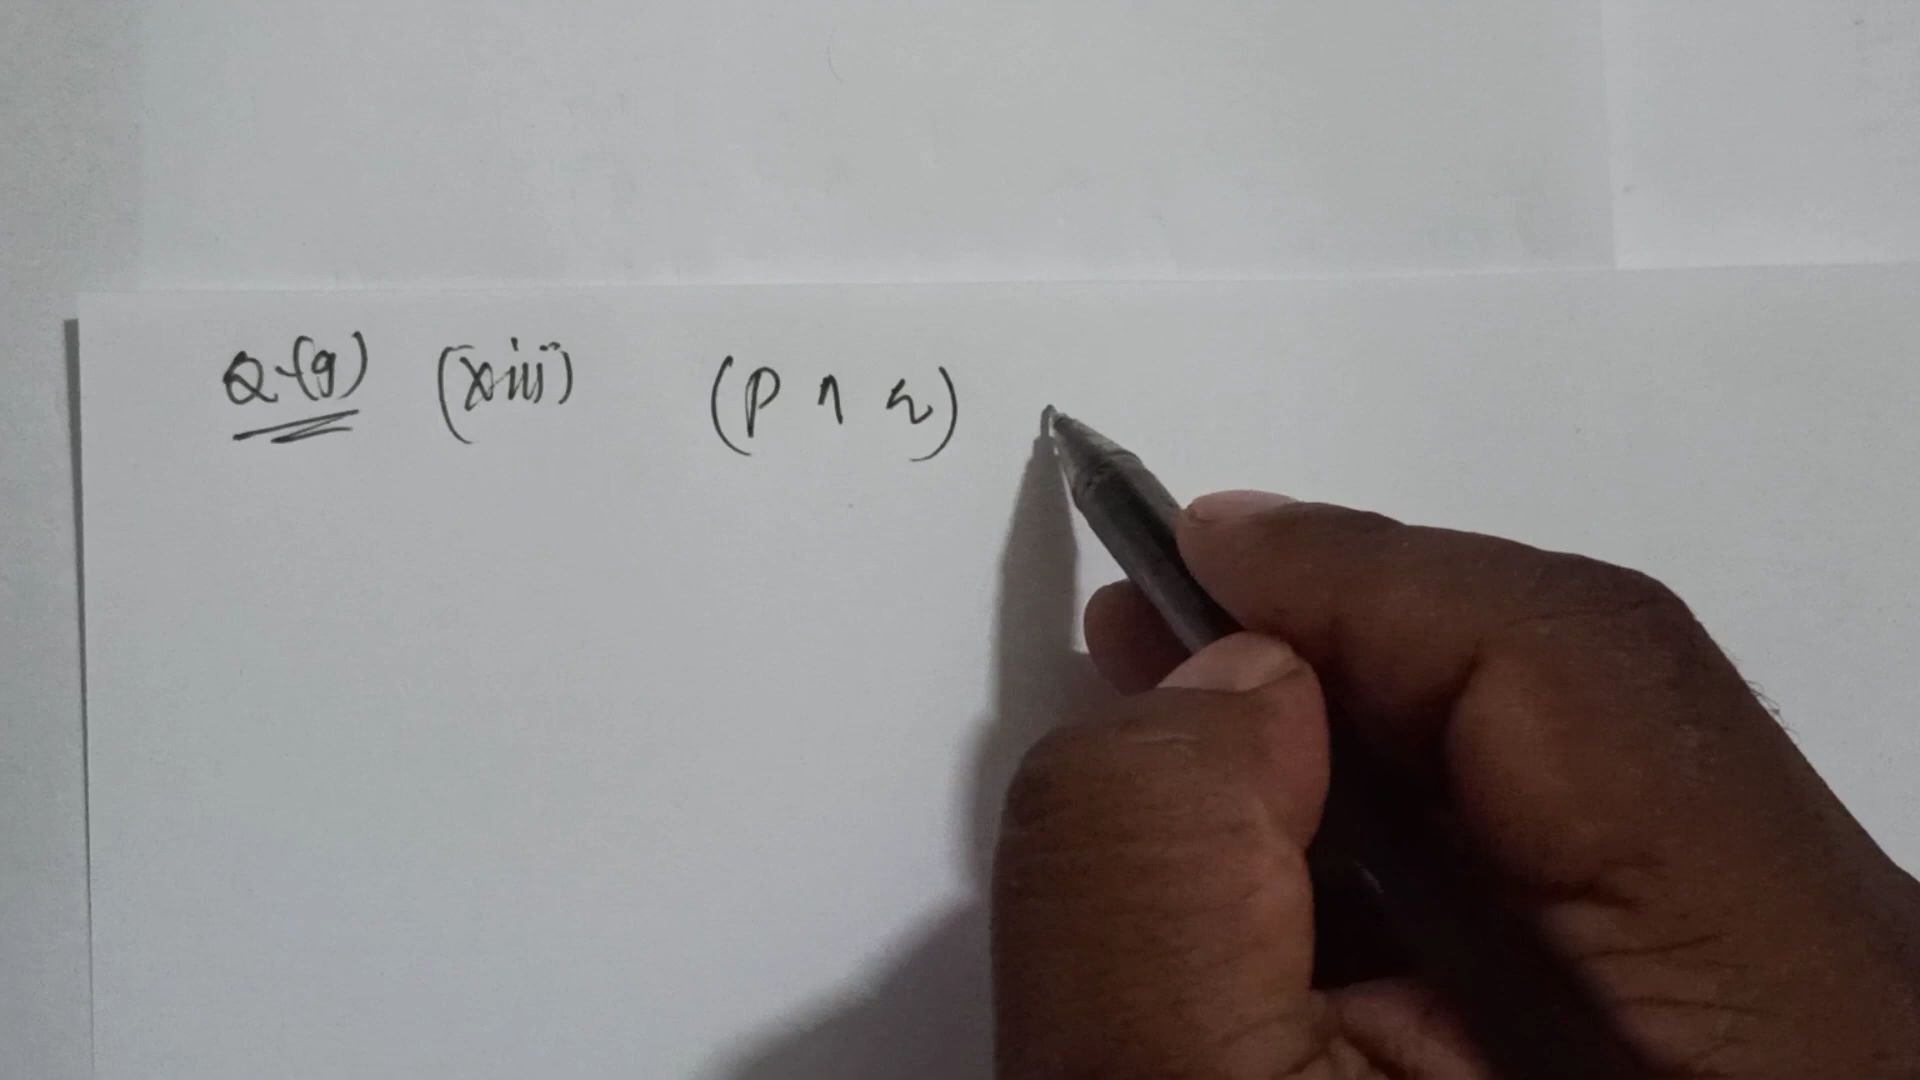 Q.(9) (xiii) (p ∧ q)